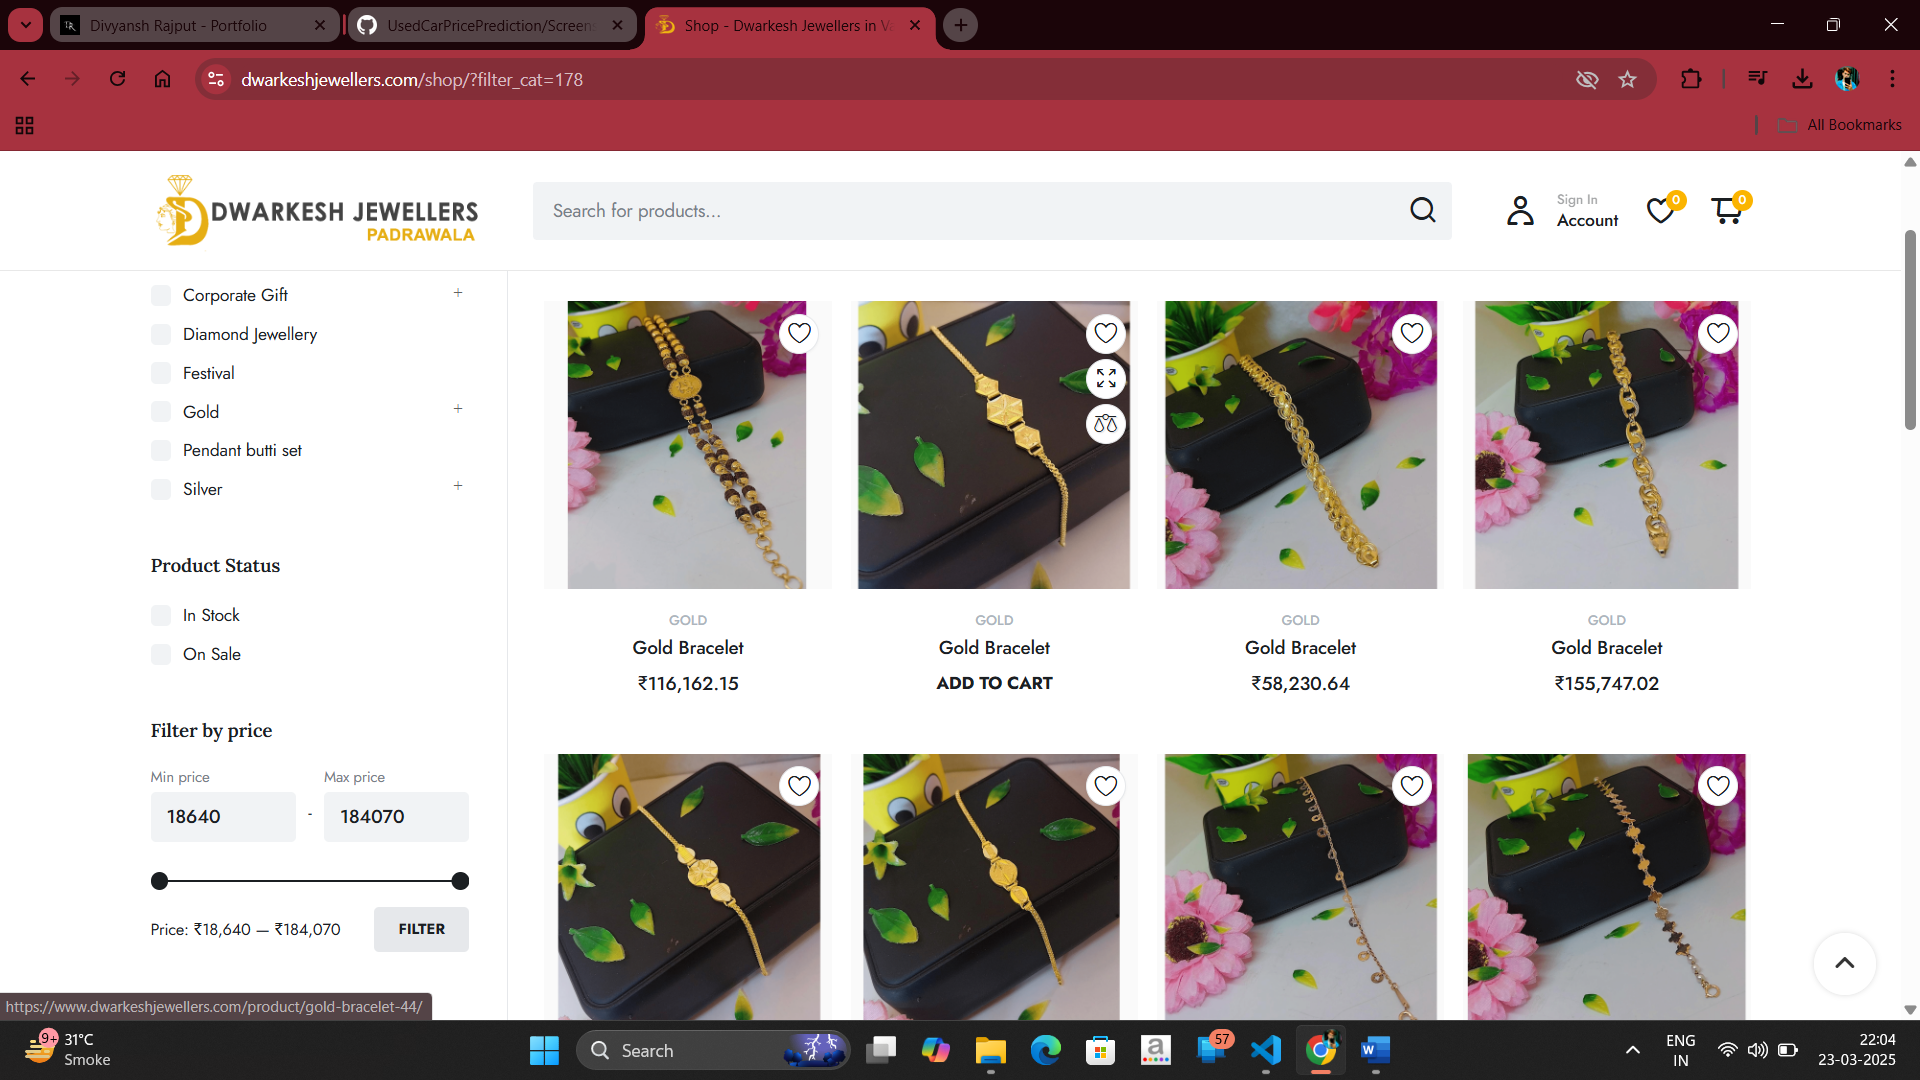 Divyansh Rajput - Portfolio
UsedCarPricePrediction/Screens
Shop - Dwarkesh Jewellers in Va
dwarkeshjewellers.com/shop/?filter_cat=178
All Bookmarks
DWARKESH JEWELLERS
PADRAWALA
Search for products...
Sign In
Account
0
0
Corporate Gift +
Diamond Jewellery
Festival
Gold +
Pendant butti set
Silver +
Product Status
In Stock
On Sale
Filter by price
Min price Max price
18640 - 184070
Price: ₹18,640 — ₹184,070 FILTER
GOLD GOLD GOLD GOLD
Gold Bracelet Gold Bracelet Gold Bracelet Gold Bracelet
₹116,162.15 ADD TO CART ₹58,230.64 ₹155,747.02
https://www.dwarkeshjewellers.com/product/gold-bracelet-44/
9+
31°C
Smoke
Search
a
57
W
ENG
IN
22:04
23-03-2025